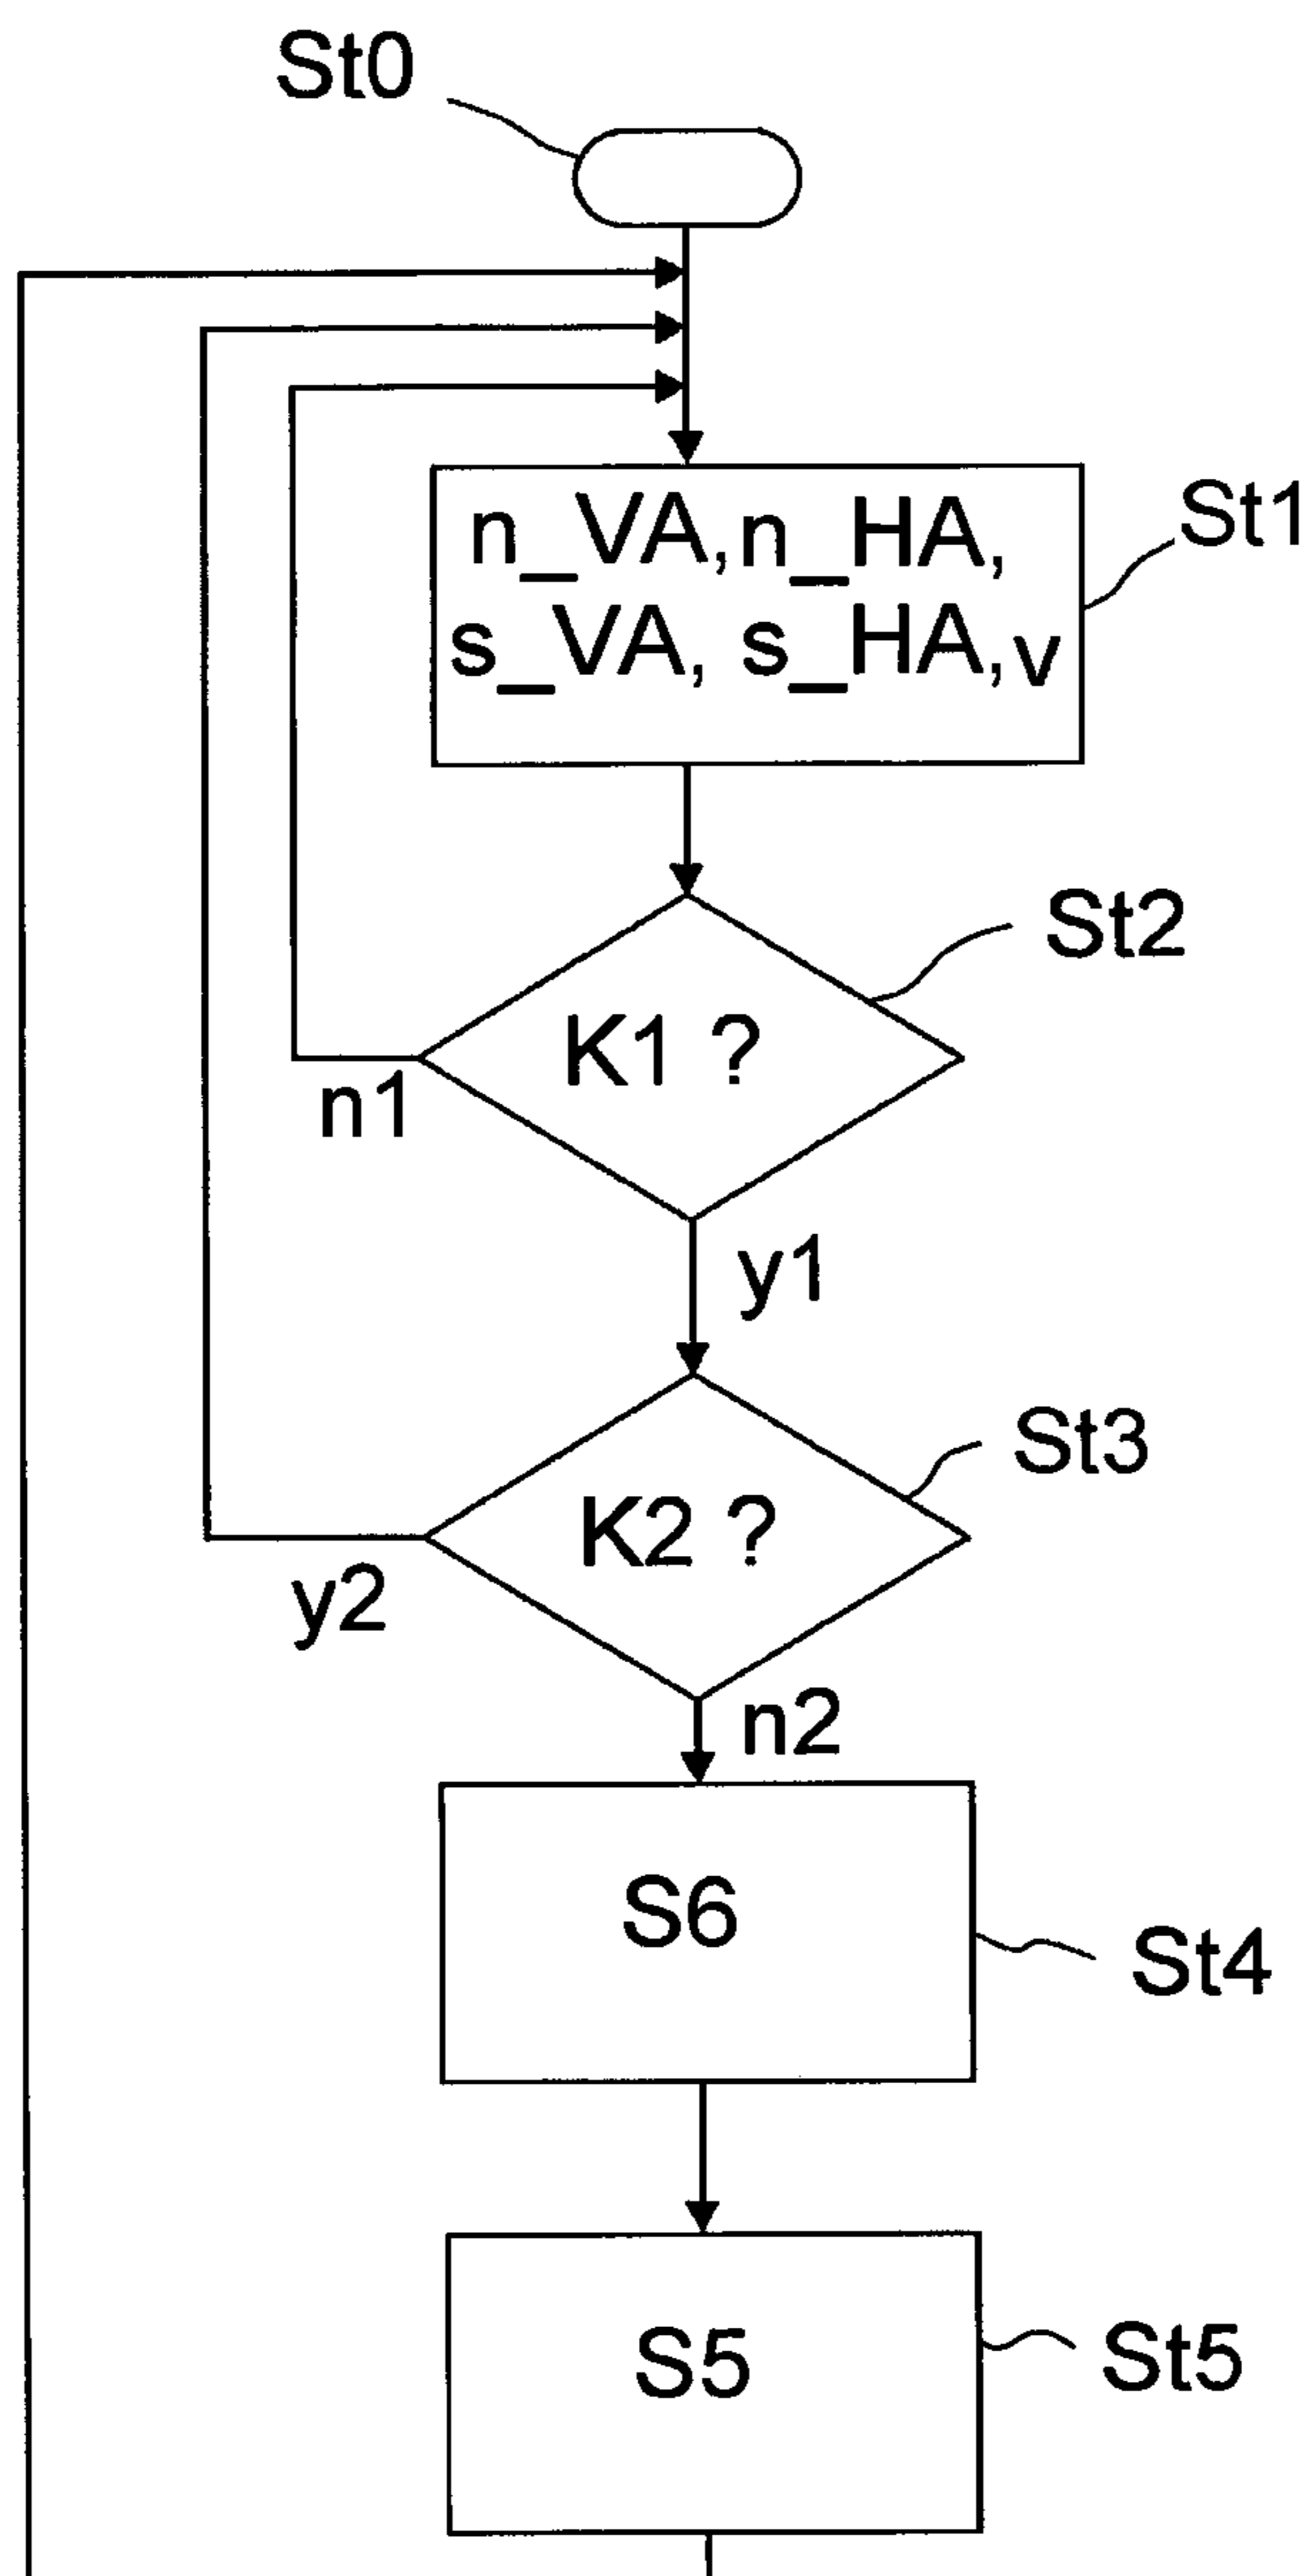 St0
n_VA, n_HA,
s_VA, s_HA, v
St1
St2
K1 ?
n1
y1
St3
K2 ?
y2
n2
S6
St4
S5
St5